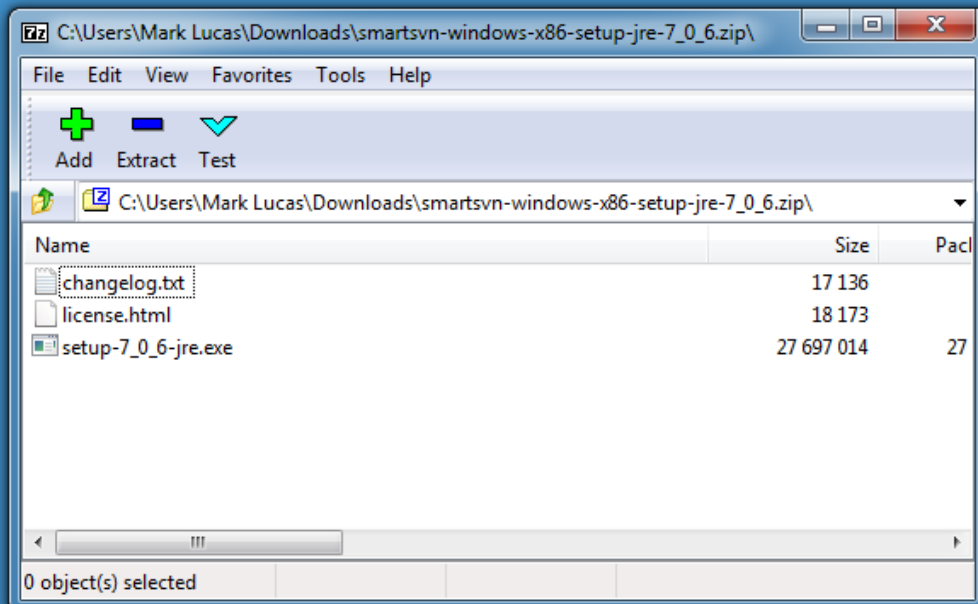 7z C:\Users\Mark Lucas\Downloads\smartsvn-windows-x86-setup-jre-7_0_6.zip\
File Edit View Favorites Tools Help
Add Extract Test
C:\Users\Mark Lucas\Downloads\smartsvn-windows-x86-setup-jre-7_0_6.zip\
Name Size Pack
changelog.txt 17 136
license.html 18 173
setup-7_0_6-jre.exe 27 697 014 27
0 object(s) selected